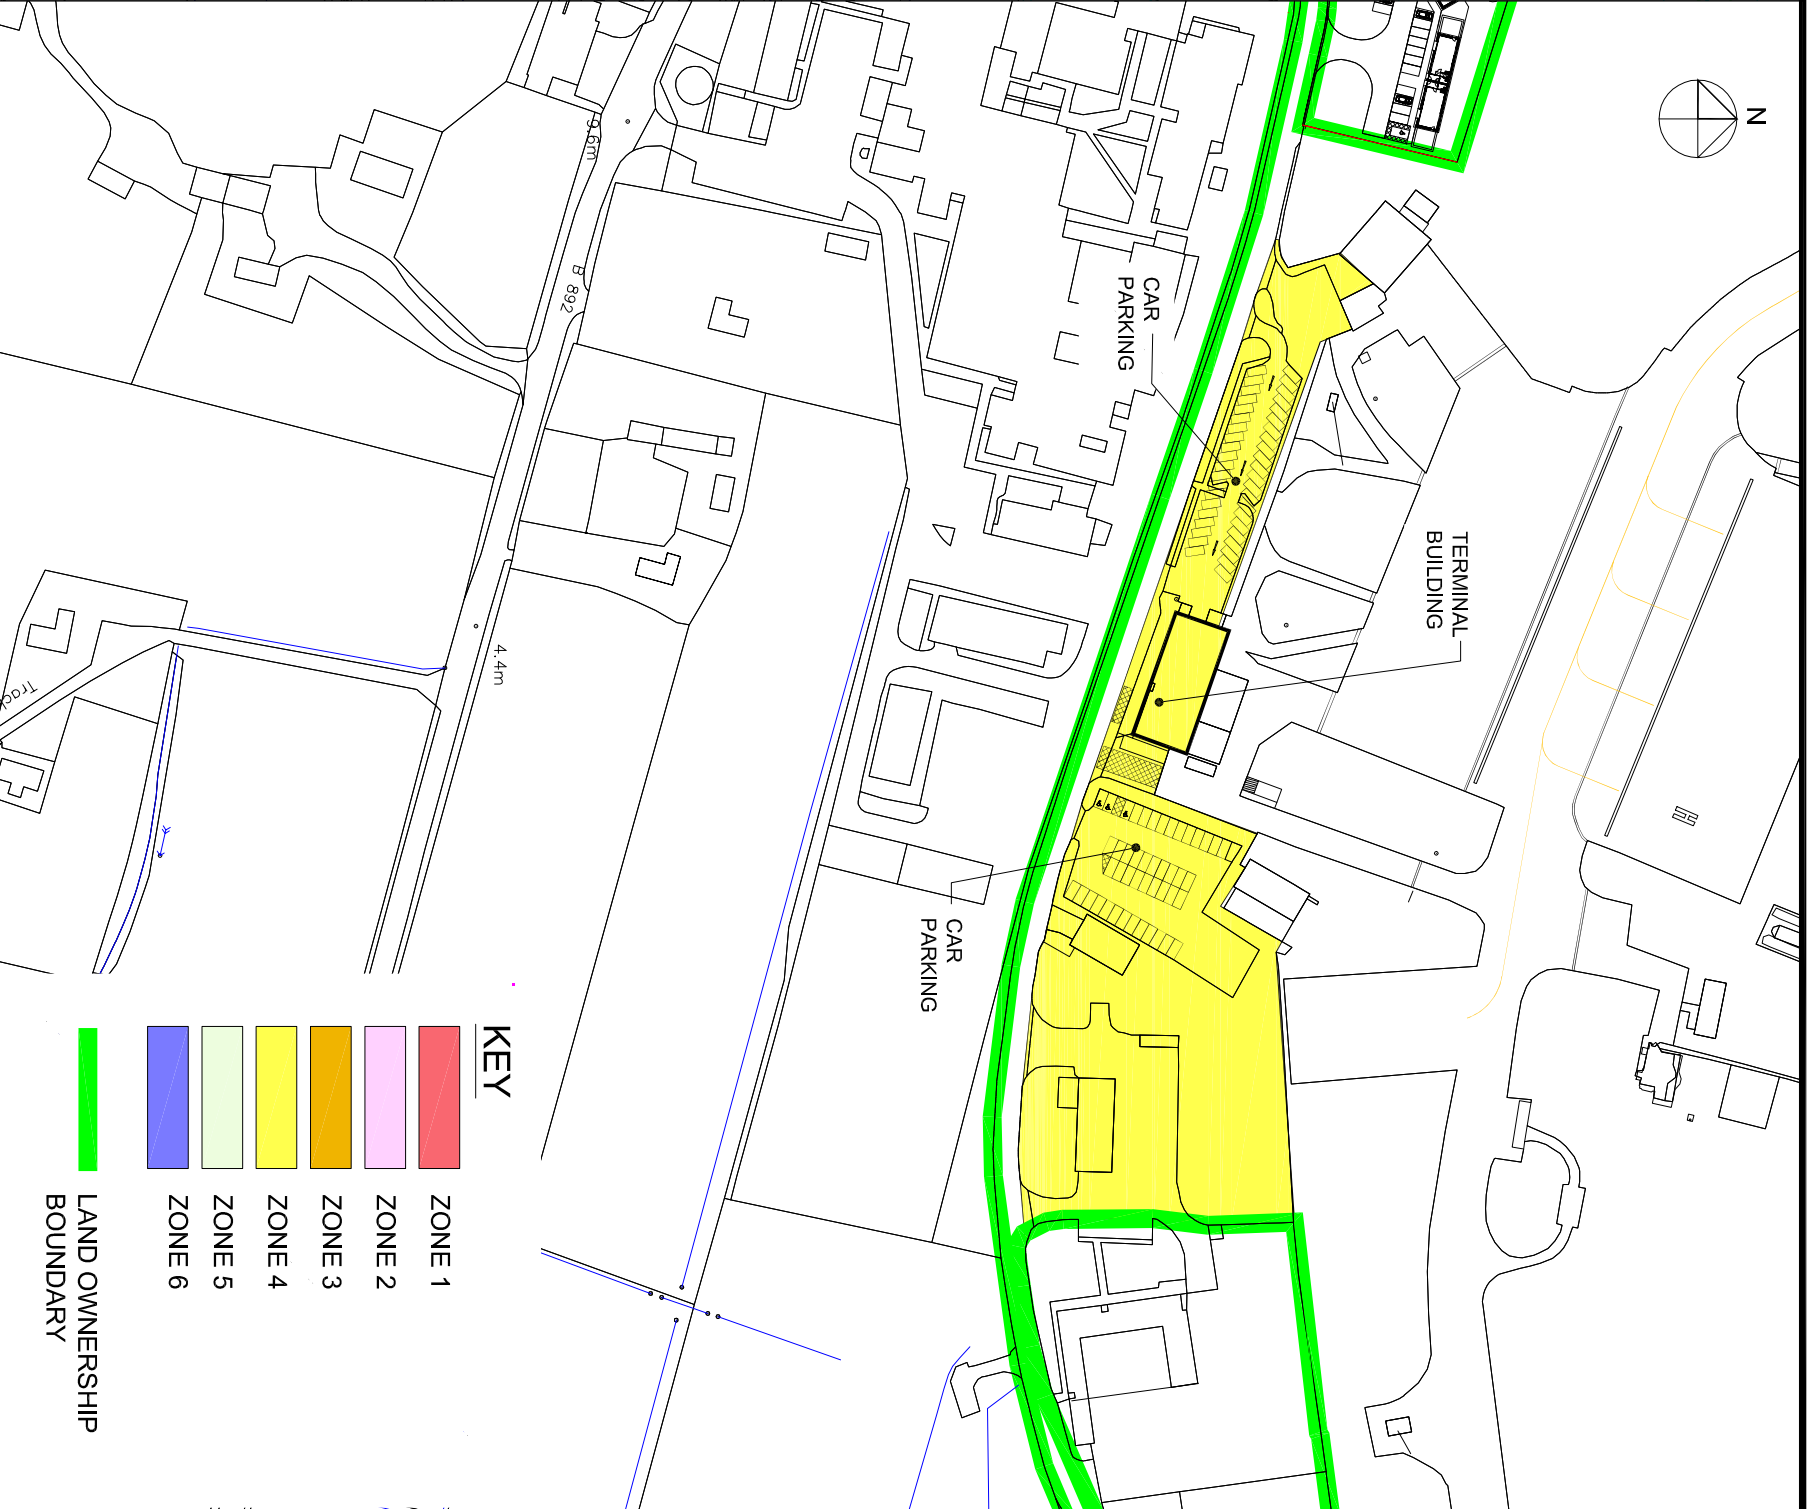 N
CAR
PARKING
TERMINAL
BUILDING
CAR
PARKING
9.6m
B 892
4.4m
Track
H
KEY
ZONE 1
ZONE 2
ZONE 3
ZONE 4
ZONE 5
ZONE 6
LAND OWNERSHIP
BOUNDARY